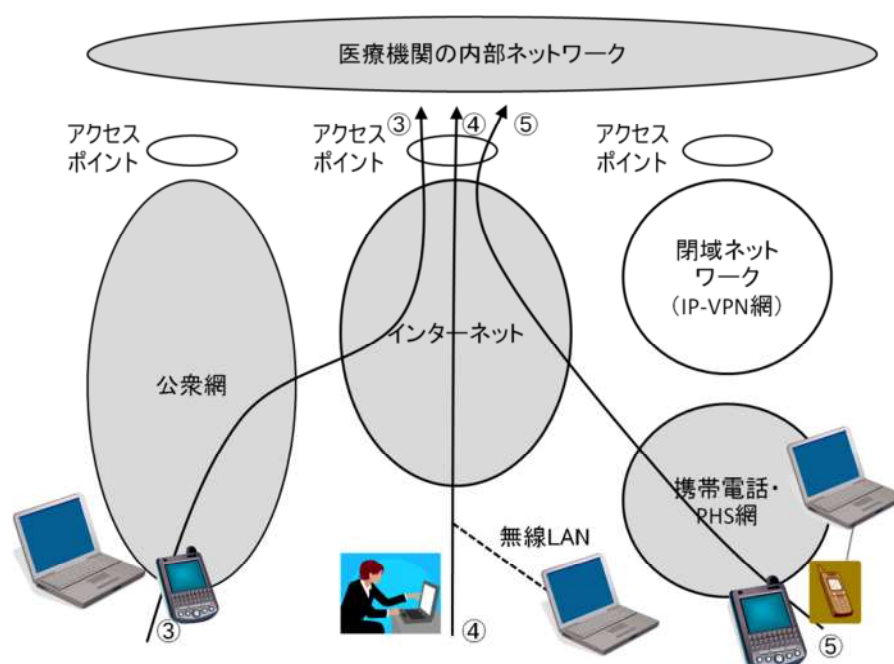 医療機関の内部ネットワーク
③
④
⑤
アクセス
ポイント
アクセス
ポイント
アクセス
ポイント
閉域ネット
ワーク
（IP-VPN網）
インターネット
公衆網
携帯電話・
PHS網
無線LAN
③
④
⑤